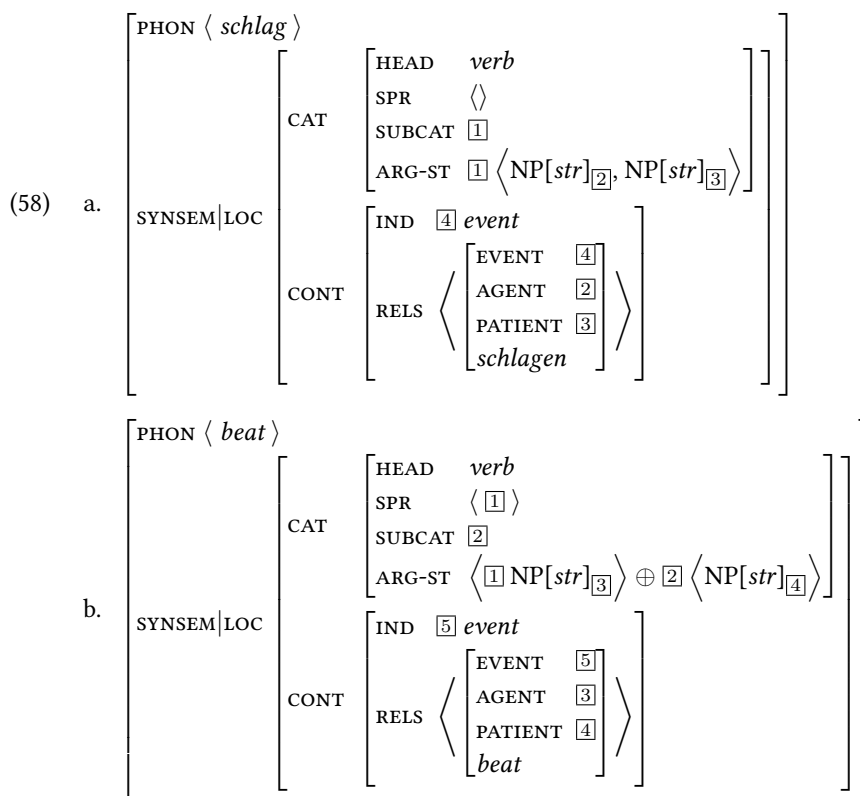 (58) a.
PHON ⟨ schlag ⟩
SYNSEM|LOC
CAT
HEAD verb
SPR ⟨⟩
SUBCAT 1
ARG-ST 1 ⟨NP[str]2, NP[str]3⟩
CONT
IND 4 event
RELS ⟨
EVENT 4
AGENT 2
PATIENT 3
schlagen
⟩
b.
PHON ⟨ beat ⟩
SYNSEM|LOC
CAT
HEAD verb
SPR ⟨ 1 ⟩
SUBCAT 2
ARG-ST ⟨1 NP[str]3⟩ ⊕ 2 ⟨NP[str]4⟩
CONT
IND 5 event
RELS ⟨
EVENT 5
AGENT 3
PATIENT 4
beat
⟩